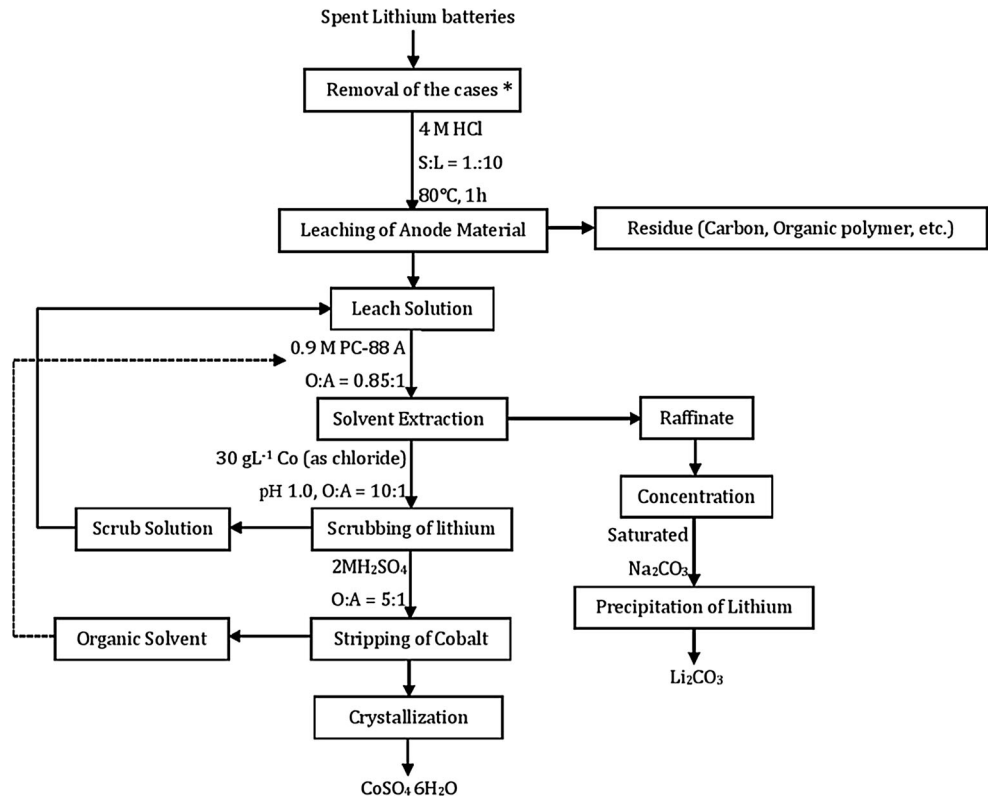 Spent Lithium batteries
Removal of the cases *
4 M HCl
S:L = 1.:10
80°C, 1h
Leaching of Anode Material
Residue (Carbon, Organic polymer, etc.)
Leach Solution
0.9 M PC-88 A
O:A = 0.85:1
Solvent Extraction
Raffinate
30 gL⁻¹ Co (as chloride)
pH 1.0, O:A = 10:1
Concentration
Scrub Solution
Scrubbing of lithium
Saturated
Na₂CO₃
2MH₂SO₄
O:A = 5:1
Precipitation of Lithium
Organic Solvent
Stripping of Cobalt
Li₂CO₃
Crystallization
CoSO₄ 6H₂O